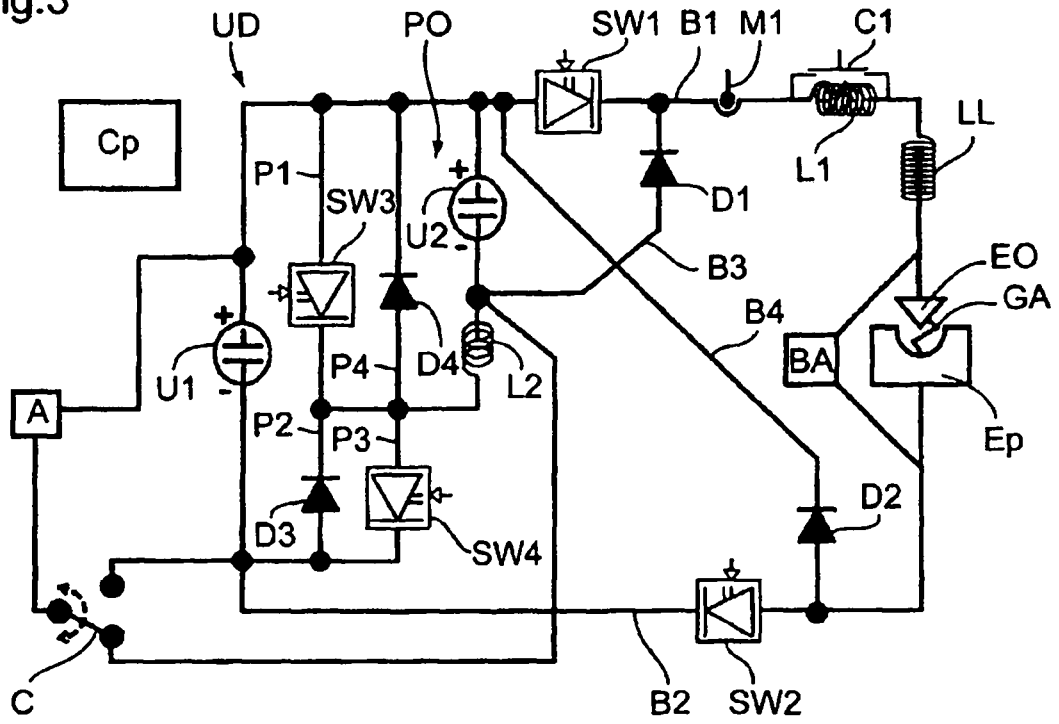 Fig.3
UD
PO
SW1
B1
M1
C1
Cp
P1
SW3
+
U2
-
D1
L1
LL
B3
EO
GA
+
U1
-
P4
D4
L2
B4
BA
A
P2
P3
Ep
D3
SW4
D2
C
B2
SW2